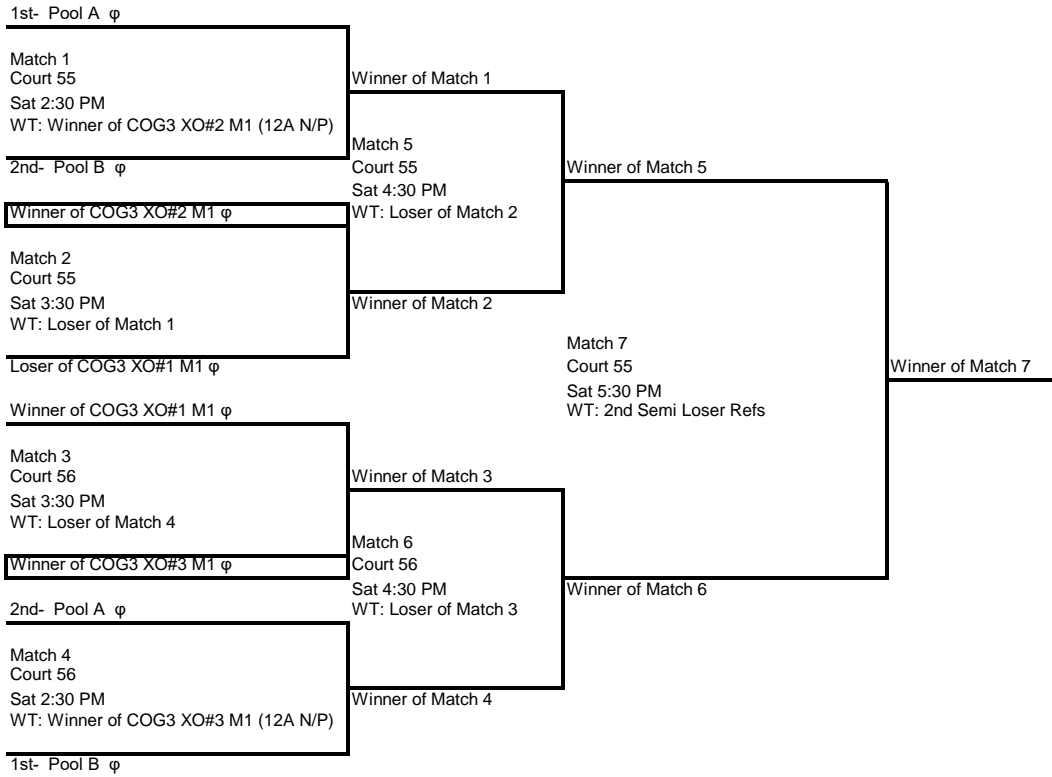 1st- Pool A φ
Match 1
Court 55
Sat 2:30 PM
WT: Winner of COG3 XO#2 M1 (12A N/P)
2nd- Pool B φ
Winner of COG3 XO#2 M1 φ
Match 2
Court 55
Sat 3:30 PM
WT: Loser of Match 1
Loser of COG3 XO#1 M1 φ
Winner of COG3 XO#1 M1 φ
Match 3
Court 56
Sat 3:30 PM
WT: Loser of Match 4
Winner of COG3 XO#3 M1 φ
2nd- Pool A φ
Match 4
Court 56
Sat 2:30 PM
WT: Winner of COG3 XO#3 M1 (12A N/P)
1st- Pool B φ
Winner of Match 1
Match 5
Court 55
Sat 4:30 PM
WT: Loser of Match 2
Winner of Match 2
Winner of Match 3
Match 6
Court 56
Sat 4:30 PM
WT: Loser of Match 3
Winner of Match 4
Winner of Match 5
Match 7
Court 55
Sat 5:30 PM
WT: 2nd Semi Loser Refs
Winner of Match 6
Winner of Match 7